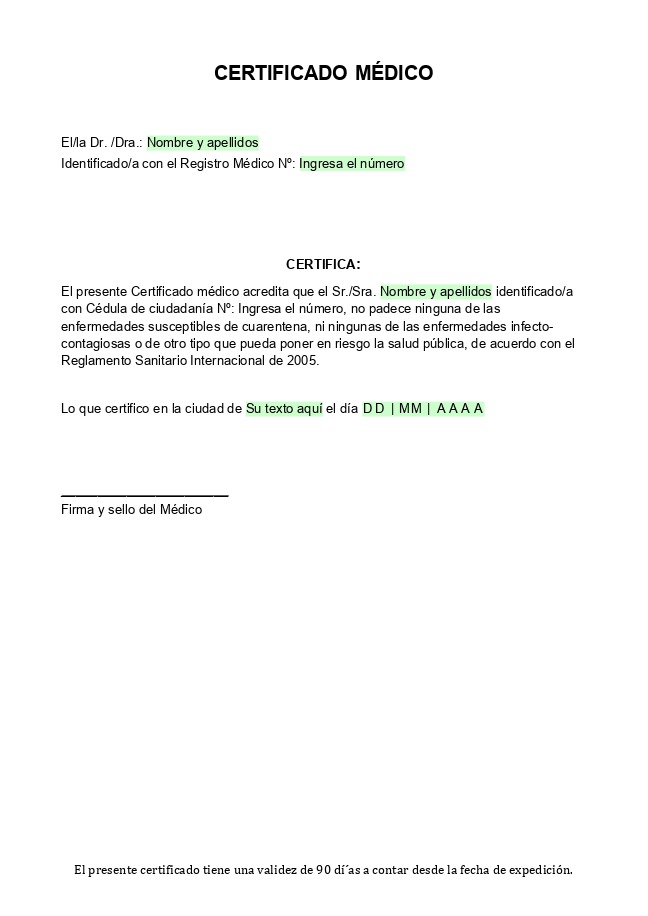 CERTIFICADO MÉDICO
El/la Dr. /Dra.: Nombre y apellidos
Identificado/a con el Registro Médico Nº: Ingresa el número
CERTIFICA:
El presente Certificado médico acredita que el Sr./Sra. Nombre y apellidos identificado/a
con Cédula de ciudadanía Nº: Ingresa el número, no padece ninguna de las
enfermedades susceptibles de cuarentena, ni ningunas de las enfermedades infecto-
contagiosas o de otro tipo que pueda poner en riesgo la salud pública, de acuerdo con el
Reglamento Sanitario Internacional de 2005.
Lo que certifico en la ciudad de Su texto aquí el día D D | MM | A A A A
Firma y sello del Médico
El presente certificado tiene una validez de 90 dí´as a contar desde la fecha de expedición.